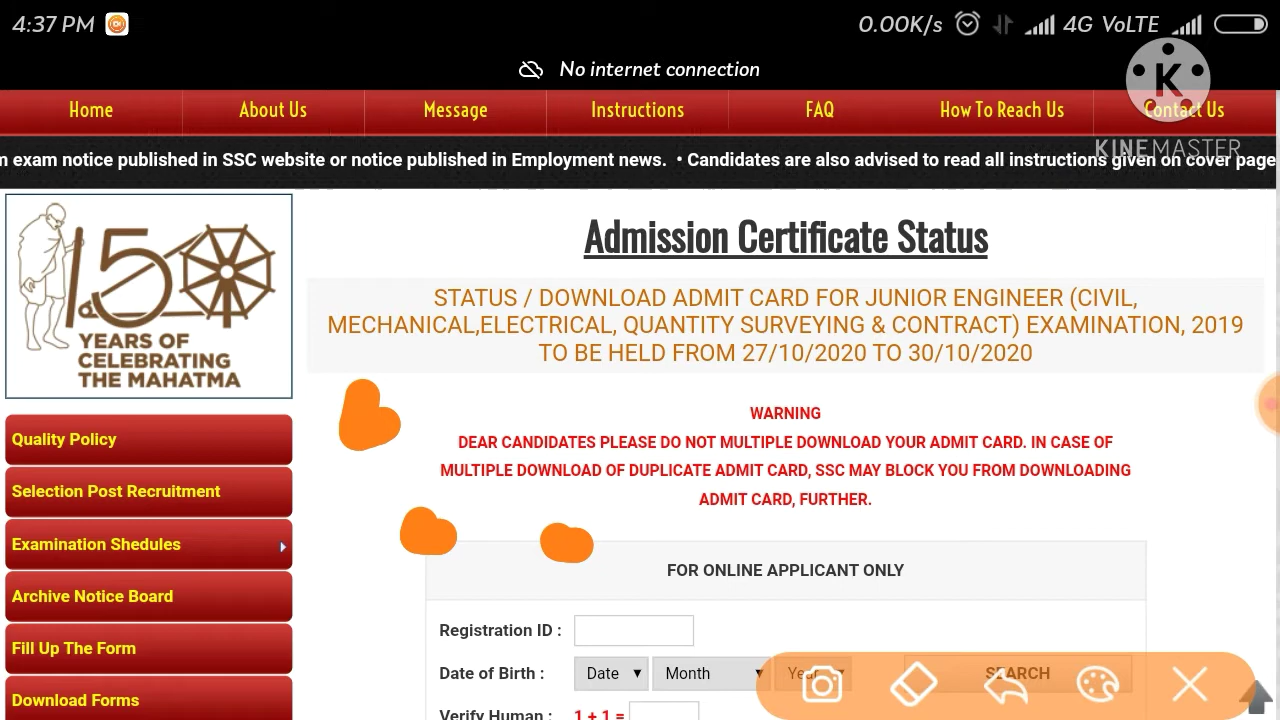 4:37 PM
0.00K/s 4G VoLTE
No internet connection
Home About Us Message Instructions FAQ How To Reach Us Contact Us
m exam notice published in SSC website or notice published in Employment news. • Candidates are also advised to read all instructions given on cover page
K
KINEMASTER
150
YEARS OF
CELEBRATING
THE MAHATMA
Admission Certificate Status
STATUS / DOWNLOAD ADMIT CARD FOR JUNIOR ENGINEER (CIVIL,
MECHANICAL,ELECTRICAL, QUANTITY SURVEYING & CONTRACT) EXAMINATION, 2019
TO BE HELD FROM 27/10/2020 TO 30/10/2020
WARNING
DEAR CANDIDATES PLEASE DO NOT MULTIPLE DOWNLOAD YOUR ADMIT CARD. IN CASE OF
MULTIPLE DOWNLOAD OF DUPLICATE ADMIT CARD, SSC MAY BLOCK YOU FROM DOWNLOADING
ADMIT CARD, FURTHER.
Quality Policy
Selection Post Recruitment
Examination Shedules
Archive Notice Board
Fill Up The Form
Download Forms
FOR ONLINE APPLICANT ONLY
Registration ID :
Date of Birth : Date Month Year SEARCH
Verify Human : 1 + 1 =